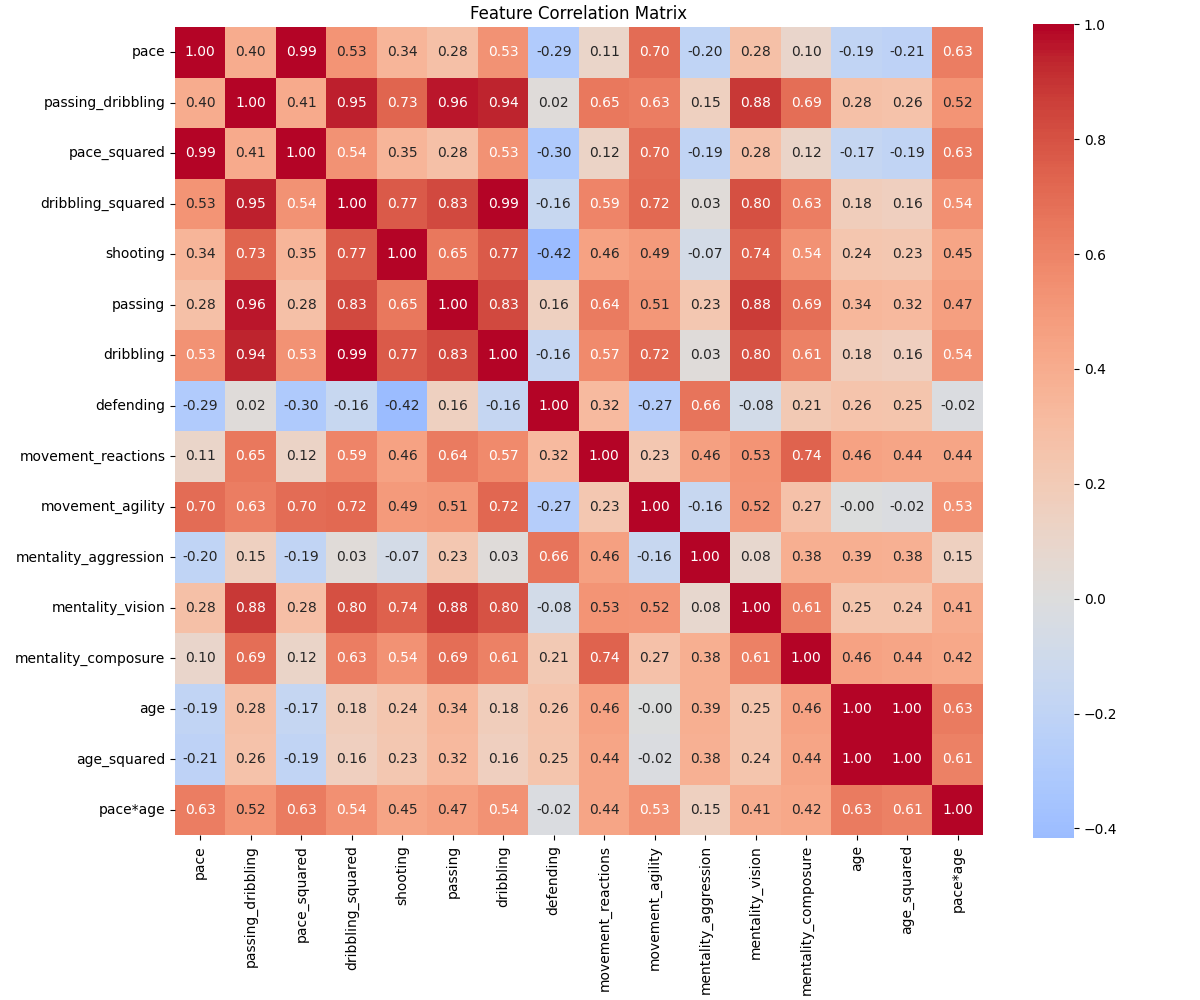 Feature Correlation Matrix
pace 1.00 0.40 0.99 0.53 0.34 0.28 0.53 -0.29 0.11 0.70 -0.20 0.28 0.10 -0.19 -0.21 0.63
passing_dribbling 0.40 1.00 0.41 0.95 0.73 0.96 0.94 0.02 0.65 0.63 0.15 0.88 0.69 0.28 0.26 0.52
pace_squared 0.99 0.41 1.00 0.54 0.35 0.28 0.53 -0.30 0.12 0.70 -0.19 0.28 0.12 -0.17 -0.19 0.63
dribbling_squared 0.53 0.95 0.54 1.00 0.77 0.83 0.99 -0.16 0.59 0.72 0.03 0.80 0.63 0.18 0.16 0.54
shooting 0.34 0.73 0.35 0.77 1.00 0.65 0.77 -0.42 0.46 0.49 -0.07 0.74 0.54 0.24 0.23 0.45
passing 0.28 0.96 0.28 0.83 0.65 1.00 0.83 0.16 0.64 0.51 0.23 0.88 0.69 0.34 0.32 0.47
dribbling 0.53 0.94 0.53 0.99 0.77 0.83 1.00 -0.16 0.57 0.72 0.03 0.80 0.61 0.18 0.16 0.54
defending -0.29 0.02 -0.30 -0.16 -0.42 0.16 -0.16 1.00 0.32 -0.27 0.66 -0.08 0.21 0.26 0.25 -0.02
movement_reactions 0.11 0.65 0.12 0.59 0.46 0.64 0.57 0.32 1.00 0.23 0.46 0.53 0.74 0.46 0.44 0.44
movement_agility 0.70 0.63 0.70 0.72 0.49 0.51 0.72 -0.27 0.23 1.00 -0.16 0.52 0.27 -0.00 -0.02 0.53
mentality_aggression -0.20 0.15 -0.19 0.03 -0.07 0.23 0.03 0.66 0.46 -0.16 1.00 0.08 0.38 0.39 0.38 0.15
mentality_vision 0.28 0.88 0.28 0.80 0.74 0.88 0.80 -0.08 0.53 0.52 0.08 1.00 0.61 0.25 0.24 0.41
mentality_composure 0.10 0.69 0.12 0.63 0.54 0.69 0.61 0.21 0.74 0.27 0.38 0.61 1.00 0.46 0.44 0.42
age -0.19 0.28 -0.17 0.18 0.24 0.34 0.18 0.26 0.46 -0.00 0.39 0.25 0.46 1.00 1.00 0.63
age_squared -0.21 0.26 -0.19 0.16 0.23 0.32 0.16 0.25 0.44 -0.02 0.38 0.24 0.44 1.00 1.00 0.61
pace*age 0.63 0.52 0.63 0.54 0.45 0.47 0.54 -0.02 0.44 0.53 0.15 0.41 0.42 0.63 0.61 1.00
pace
passing_dribbling
pace_squared
dribbling_squared
shooting
passing
dribbling
defending
movement_reactions
movement_agility
mentality_aggression
mentality_vision
mentality_composure
age
age_squared
pace*age
1.0
0.8
0.6
0.4
0.2
0.0
−0.2
−0.4